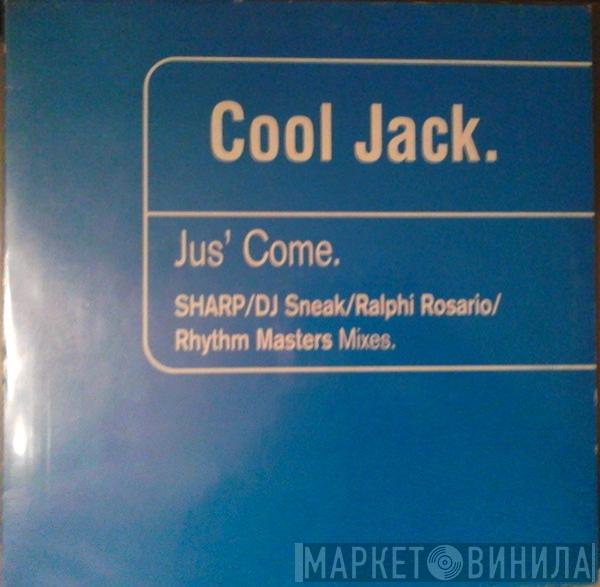 Cool Jack.
Jus' Come.
SHARP/DJ Sneak/Ralphi Rosario/
Rhythm Masters Mixes.
МАРКЕТ ВИНИЛА